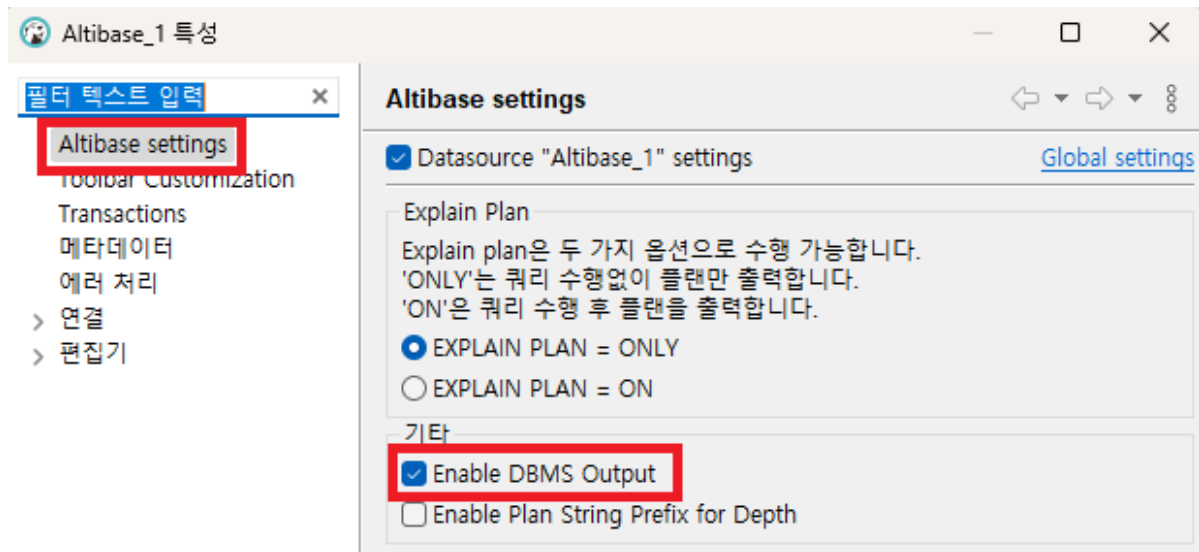 Altibase_1 특성
필터 텍스트 입력
Altibase settings
Toolbar Customization
Transactions
메타데이터
에러 처리
연결
편집기
Altibase settings
Datasource "Altibase_1" settings
Global settings
Explain Plan
Explain plan은 두 가지 옵션으로 수행 가능합니다.
'ONLY'는 쿼리 수행없이 플랜만 출력합니다.
'ON'은 쿼리 수행 후 플랜을 출력합니다.
EXPLAIN PLAN = ONLY
EXPLAIN PLAN = ON
기타
Enable DBMS Output
Enable Plan String Prefix for Depth